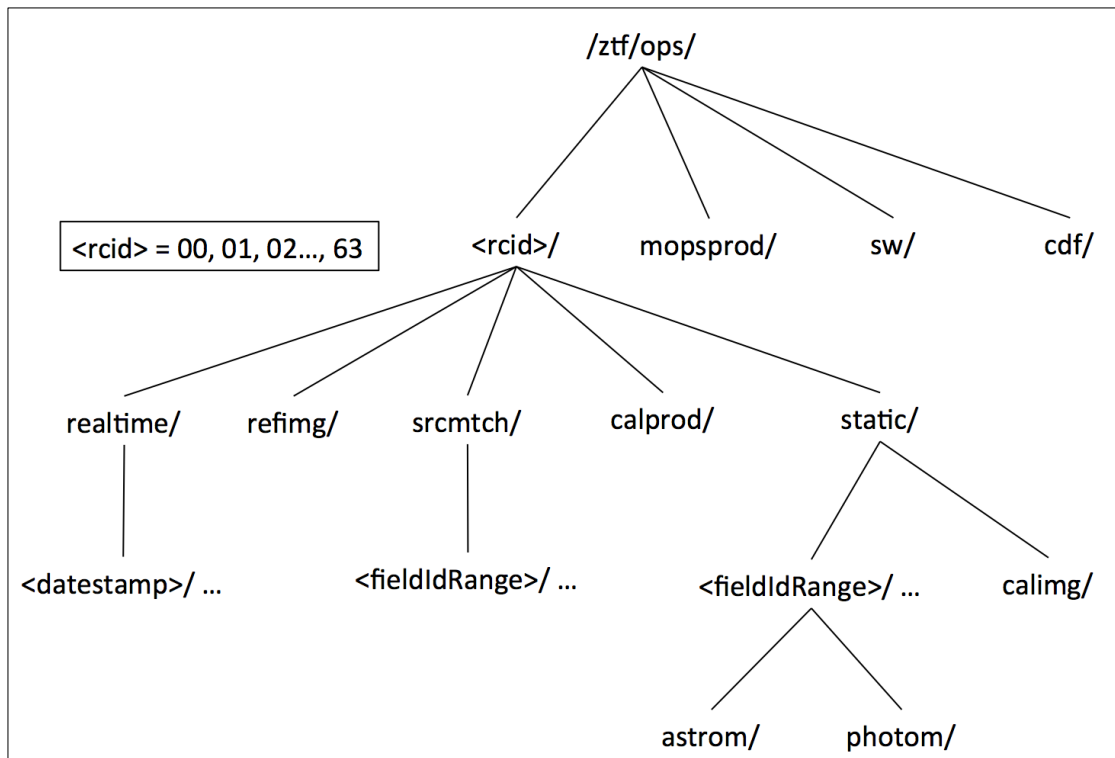 /ztf/ops/
<rcid> = 00, 01, 02..., 63
<rcid>/ mopsprod/ sw/ cdf/
realtime/ refimg/ srcmtch/ calprod/ static/
<datestamp>/ ... <fieldIdRange>/ ... <fieldIdRange>/ ... calimg/
astrom/ photom/